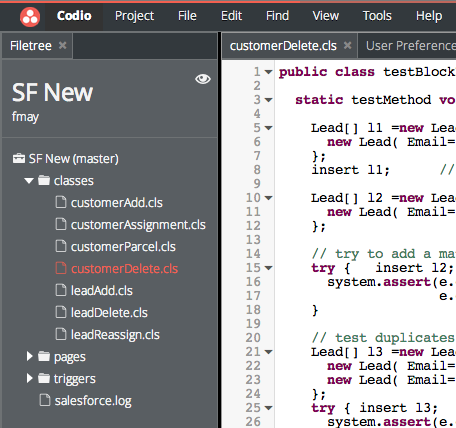 Codio Project File Edit Find View Tools Help
Filetree ×
SF New
fmay
SF New (master)
classes
customerAdd.cls
customerAssignment.cls
customerParcel.cls
customerDelete.cls
leadAdd.cls
leadDelete.cls
leadReassign.cls
pages
triggers
salesforce.log
customerDelete.cls × User Preference
1 public class testBlock
2
3 static testMethod vo
4
5 Lead[] l1 =new Lea
6 new Lead( Email=
7 };
8 insert l1; //
9
10 Lead[] l2 =new Lea
11 new Lead( Email=
12 };
13
14 // try to add a ma
15 try { insert l2;
16 system.assert(e.
17 e.
18 }
19
20 // test duplicates
21 Lead[] l3 =new Lea
22 new Lead( Email=
23 new Lead( Email=
24 };
25 try { insert l3;
26 system.assert(e.